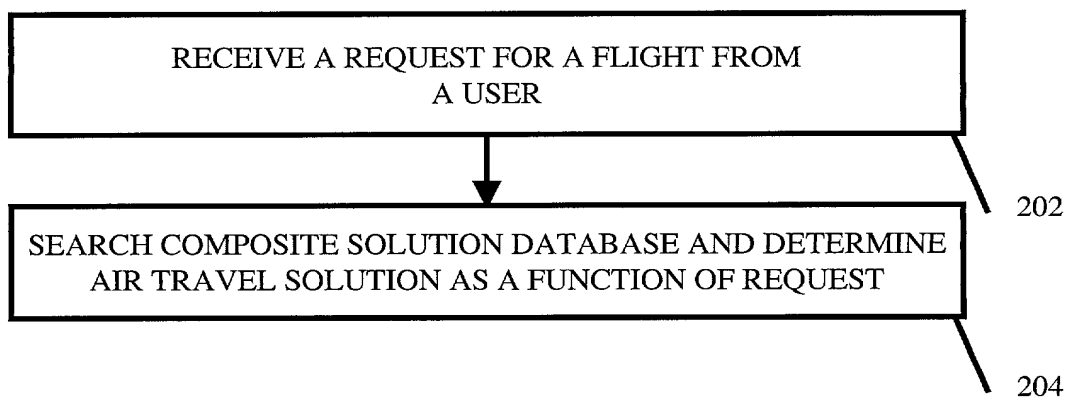 RECEIVE A REQUEST FOR A FLIGHT FROM
A USER
202
SEARCH COMPOSITE SOLUTION DATABASE AND DETERMINE
AIR TRAVEL SOLUTION AS A FUNCTION OF REQUEST
204